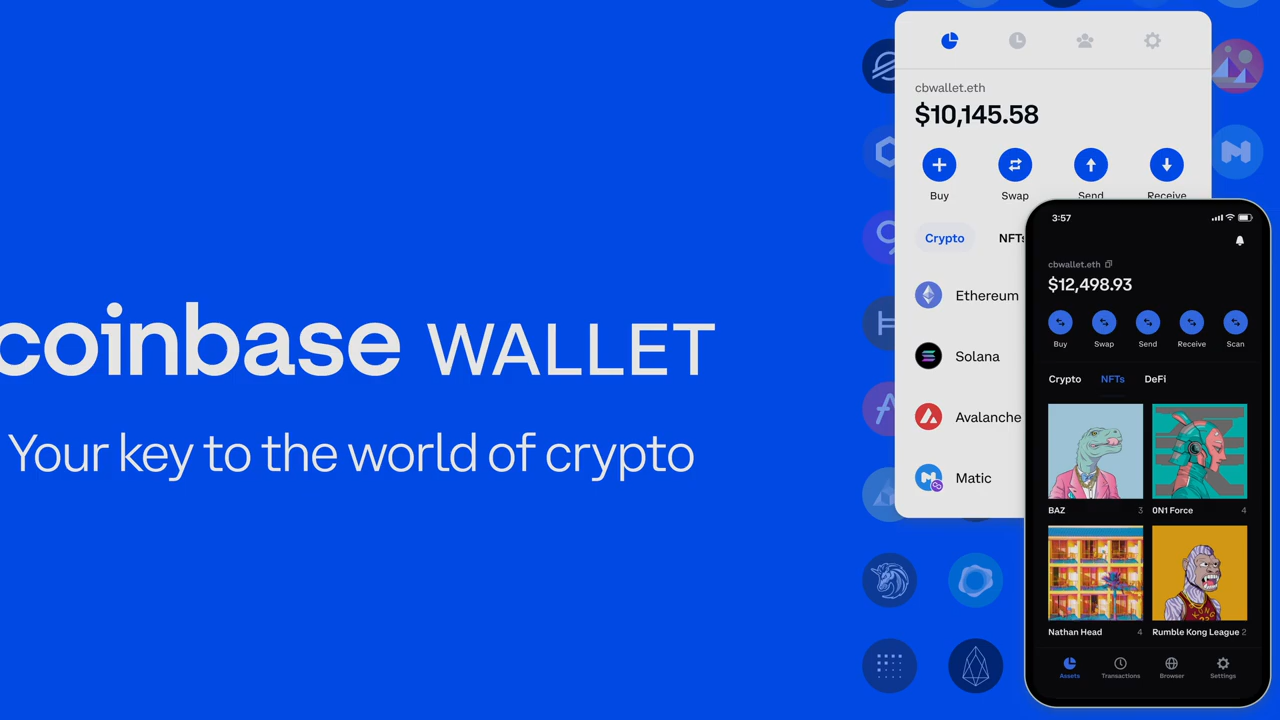 coinbase WALLET
Your key to the world of crypto
cbwallet.eth
$10,145.58
Buy Swap Send Receive
Crypto NFTs
Ethereum
Solana
Avalanche
Matic
3:57
cbwallet.eth
$12,498.93
Buy Swap Send Receive Scan
Crypto NFTs DeFi
BAZ 3 0N1 Force 4
KONG
Nathan Head 4 Rumble Kong League 2
Assets Transactions Browser Settings